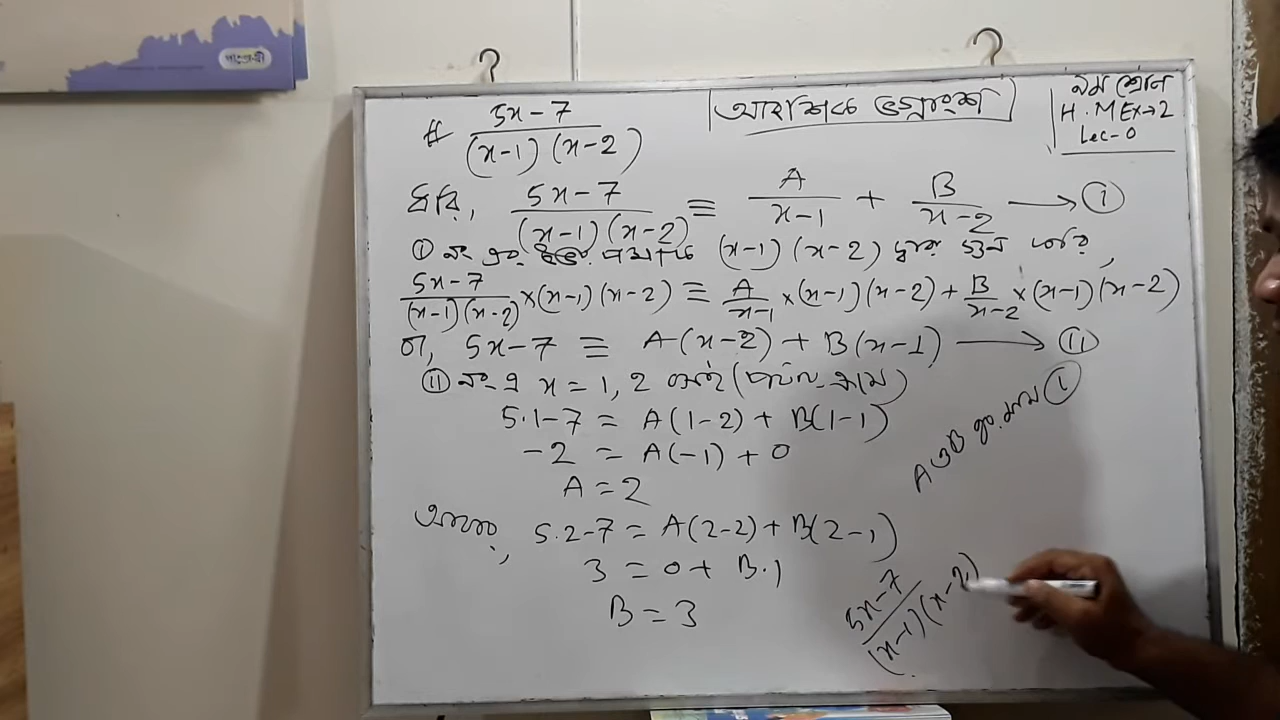 পাঞ্জেরী
আংশিক ভগ্নাংশ
৯ম শ্রেণি
H.M Ex→2
Lec-0
# (5x-7)/((x-1)(x-2))
ধরি, (5x-7)/((x-1)(x-2)) ≡ A/(x-1) + B/(x-2) → (i)
(i) নং এর উভয় পক্ষকে (x-1)(x-2) দ্বারা গুন করি,
(5x-7)/((x-1)(x-2)) × (x-1)(x-2) ≡ A/(x-1) × (x-1)(x-2) + B/(x-2) × (x-1)(x-2)
বা, 5x-7 ≡ A(x-2) + B(x-1) → (ii)
(ii) নং এ x = 1, 2
5.1-7 = A(1-2) + B(1-1)
-2 = A(-1) + 0
A = 2
আবার, 5.2-7 = A(2-2) + B(2-1)
3 = 0 + B.1
B = 3
A ও B এর মান (i)
(5x-7)/((x-1)(x-2))